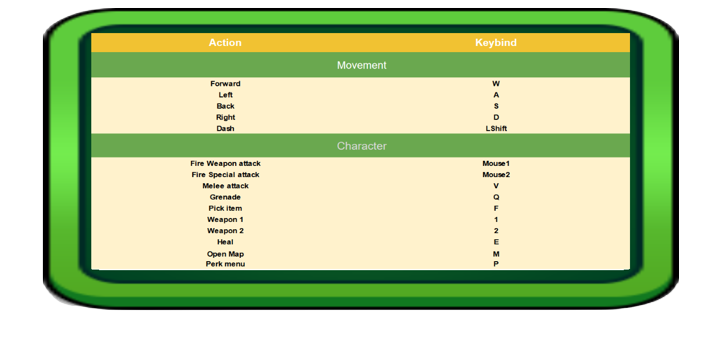 Action Keybind
Movement
Forward W
Left A
Back S
Right D
Dash LShift
Character
Fire Weapon attack Mouse1
Fire Special attack Mouse2
Melee attack V
Grenade Q
Pick item F
Weapon 1 1
Weapon 2 2
Heal E
Open Map M
Perk menu P